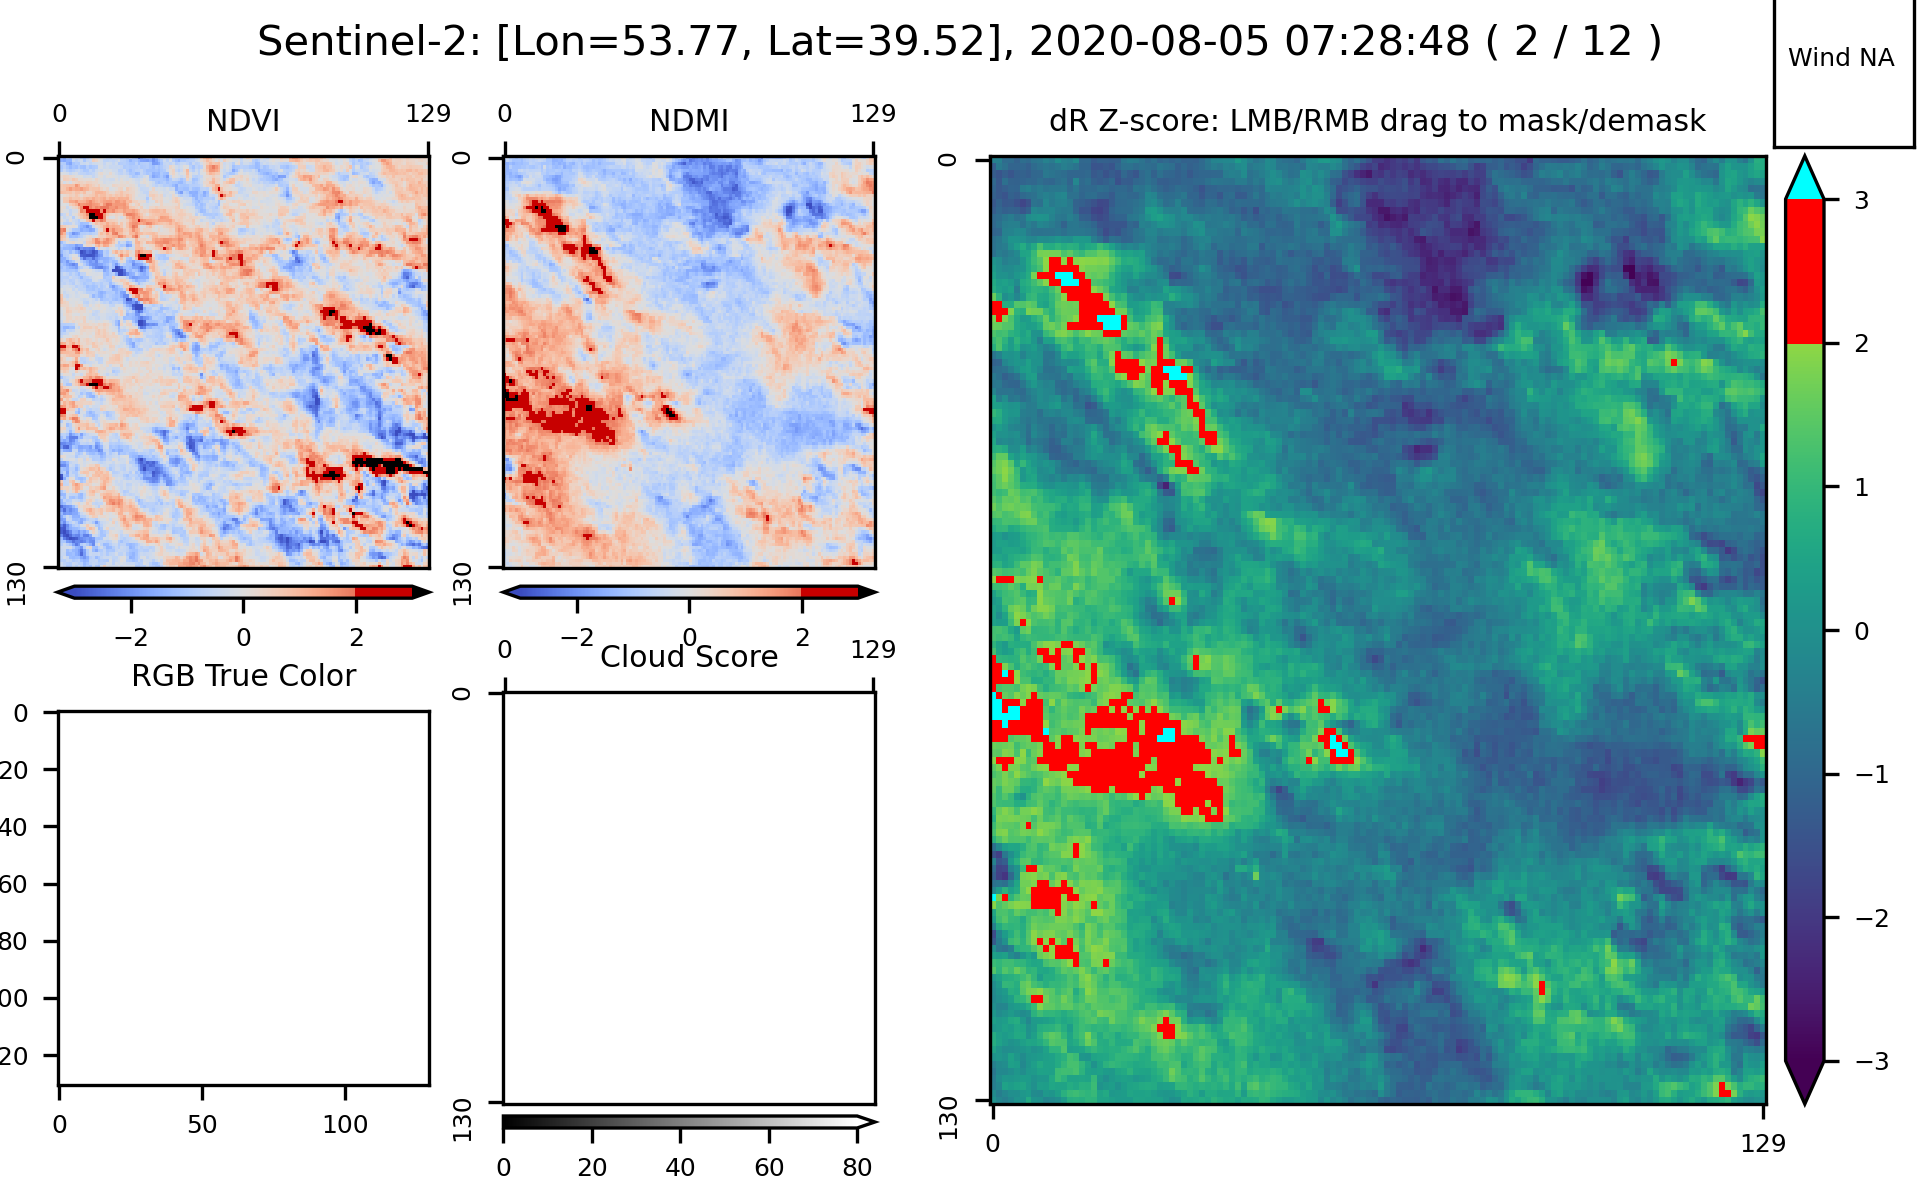 Sentinel-2: [Lon=53.77, Lat=39.52], 2020-08-05 07:28:48 ( 2 / 12 )
Wind NA
0 129
NDVI
0
130
−2 0 2
0 129
NDMI
0
130
−2 0 2
dR Z-score: LMB/RMB drag to mask/demask
0
130
0 129
3
2
1
0
−1
−2
−3
RGB True Color
0
20
40
60
80
00
20
0 50 100
0 129
Cloud Score
0
130
0 20 40 60 80